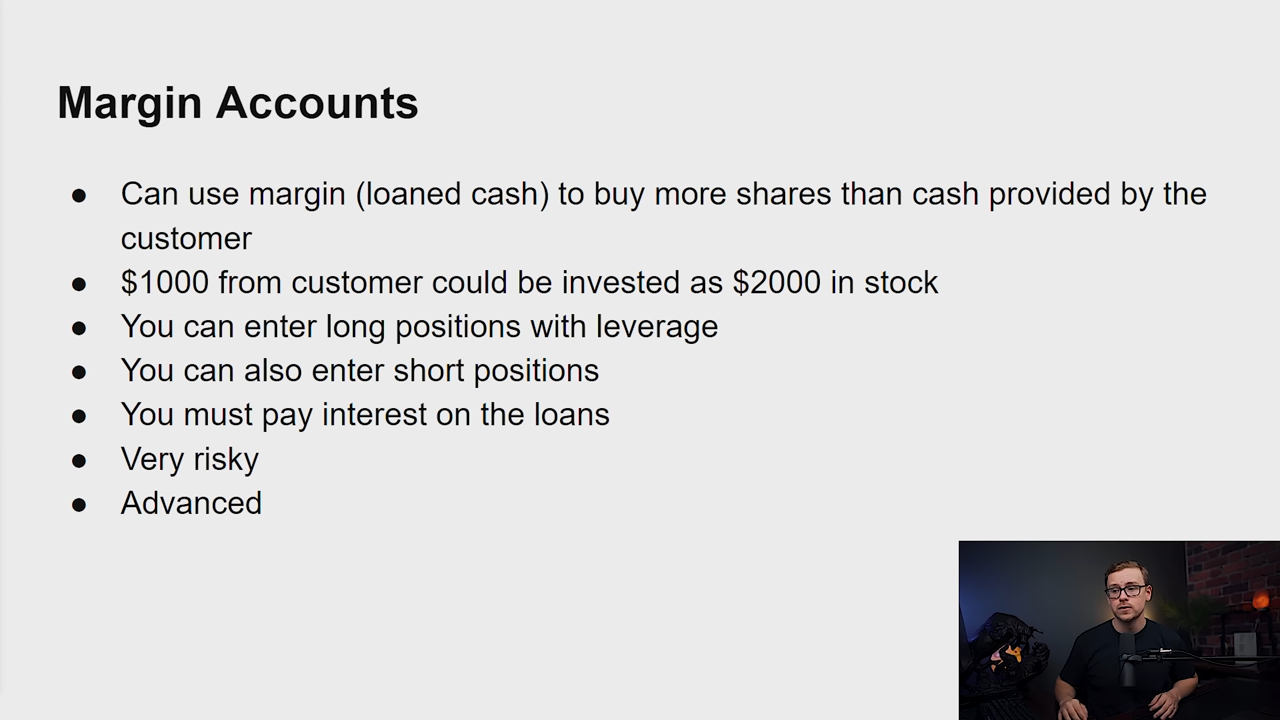 Margin Accounts
● Can use margin (loaned cash) to buy more shares than cash provided by the
customer
● $1000 from customer could be invested as $2000 in stock
● You can enter long positions with leverage
● You can also enter short positions
● You must pay interest on the loans
● Very risky
● Advanced